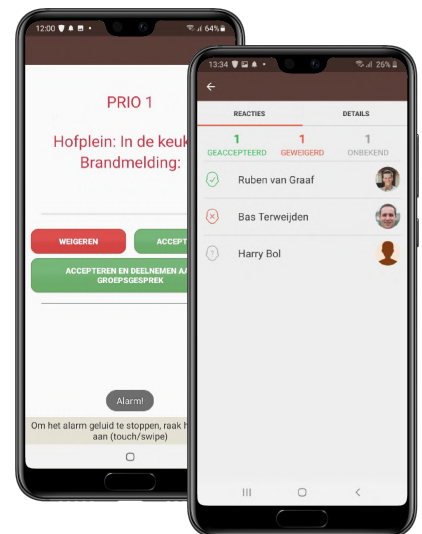 12:00
64%
PRIO 1
Hofplein: In de keuk
Brandmelding:
WEIGEREN
ACCEPT
ACCEPTEREN EN DEELNEMEN AA
GROEPSGESPREK
Alarm!
Om het alarm geluid te stoppen, raak h
aan (touch/swipe)
13:34
26%
REACTIES DETAILS
1 1 1
GEACCEPTEERD GEWEIGERD ONBEKEND
Ruben van Graaf
Bas Terweijden
? Harry Bol